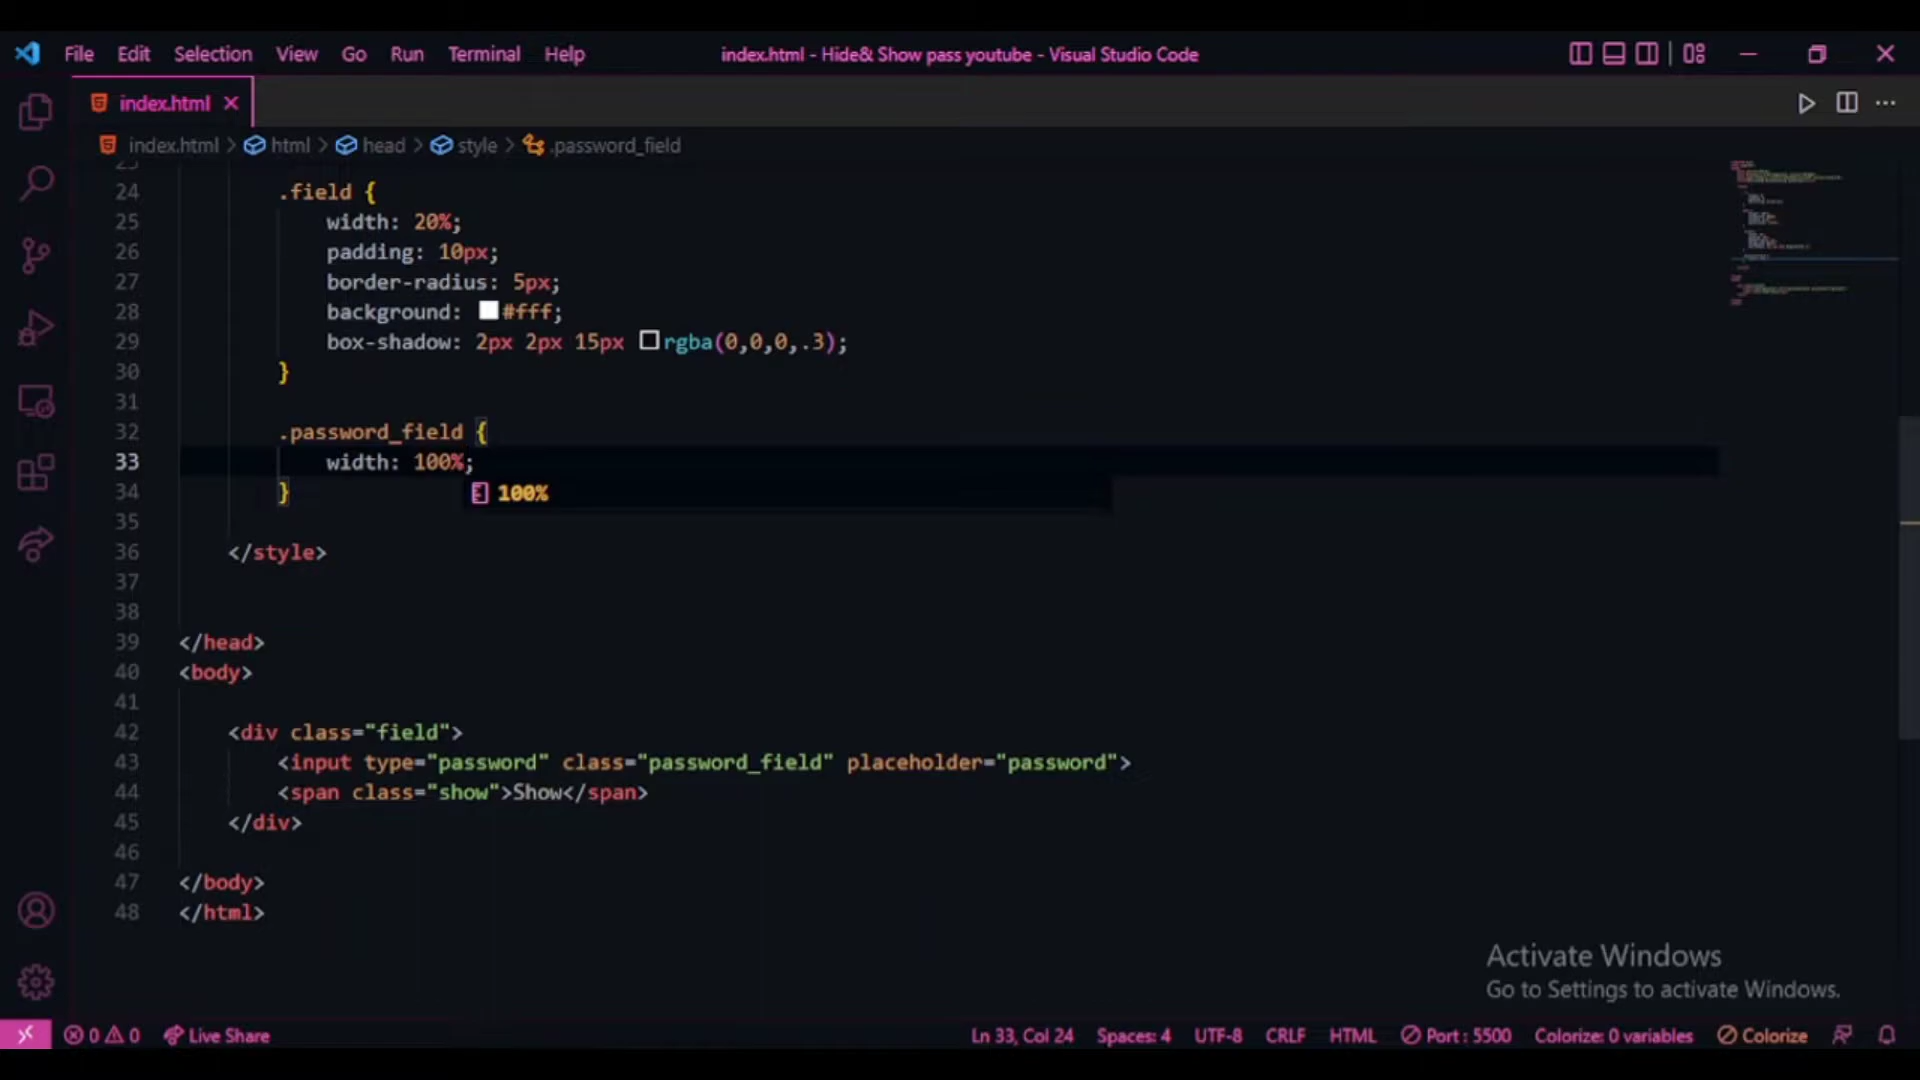 File Edit Selection View Go Run Terminal Help index.html - Hide& Show pass youtube - Visual Studio Code
index.html
index.html > html > head > style > .password_field
24 .field {
25 width: 20%;
26 padding: 10px;
27 border-radius: 5px;
28 background: #fff;
29 box-shadow: 2px 2px 15px rgba(0,0,0,.3);
30 }
31
32 .password_field {
33 width: 100%;
34 } 100%
35
36 </style>
37
38
39 </head>
40 <body>
41
42 <div class="field">
43 <input type="password" class="password_field" placeholder="password">
44 <span class="show">Show</span>
45 </div>
46
47 </body>
48 </html>
Activate Windows
Go to Settings to activate Windows.
0 0 Live Share Ln 33, Col 24 Spaces: 4 UTF-8 CRLF HTML Port : 5500 Colorize: 0 variables Colorize